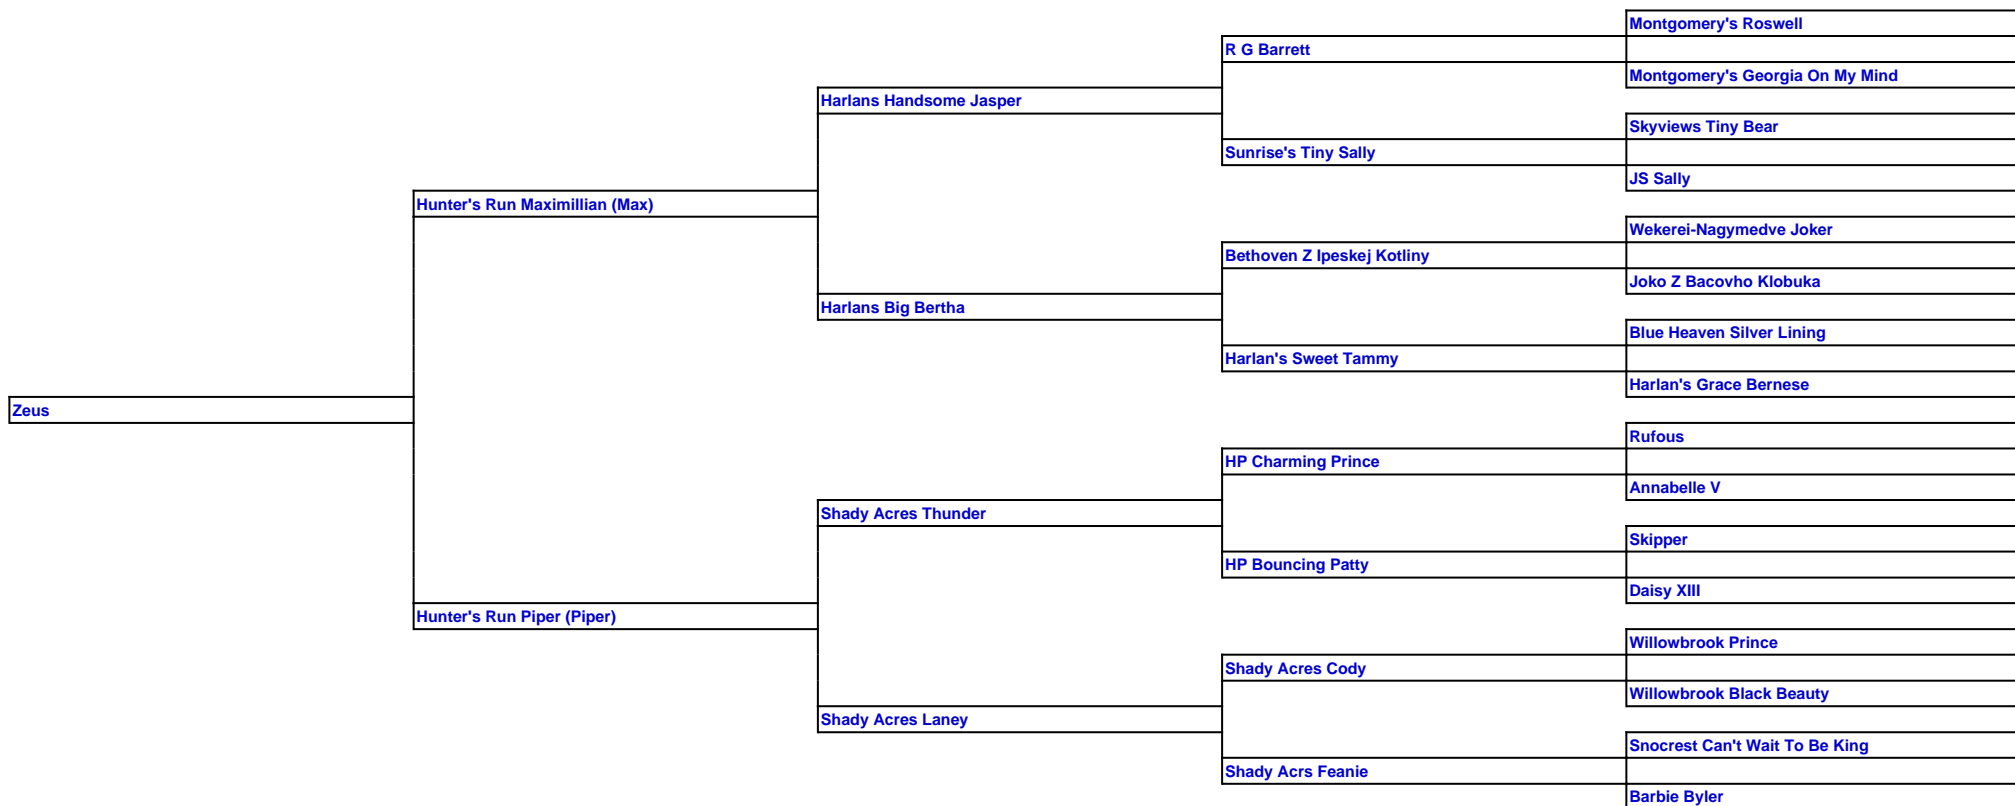 Montgomery's Roswell
R G Barrett
Montgomery's Georgia On My Mind
Harlans Handsome Jasper
Skyviews Tiny Bear
Sunrise's Tiny Sally
JS Sally
Hunter's Run Maximillian (Max)
Wekerei-Nagymedve Joker
Bethoven Z Ipeskej Kotliny
Joko Z Bacovho Klobuka
Harlans Big Bertha
Blue Heaven Silver Lining
Harlan's Sweet Tammy
Harlan's Grace Bernese
Zeus
Rufous
HP Charming Prince
Annabelle V
Shady Acres Thunder
Skipper
HP Bouncing Patty
Daisy XIII
Hunter's Run Piper (Piper)
Willowbrook Prince
Shady Acres Cody
Willowbrook Black Beauty
Shady Acres Laney
Snocrest Can't Wait To Be King
Shady Acrs Feanie
Barbie Byler